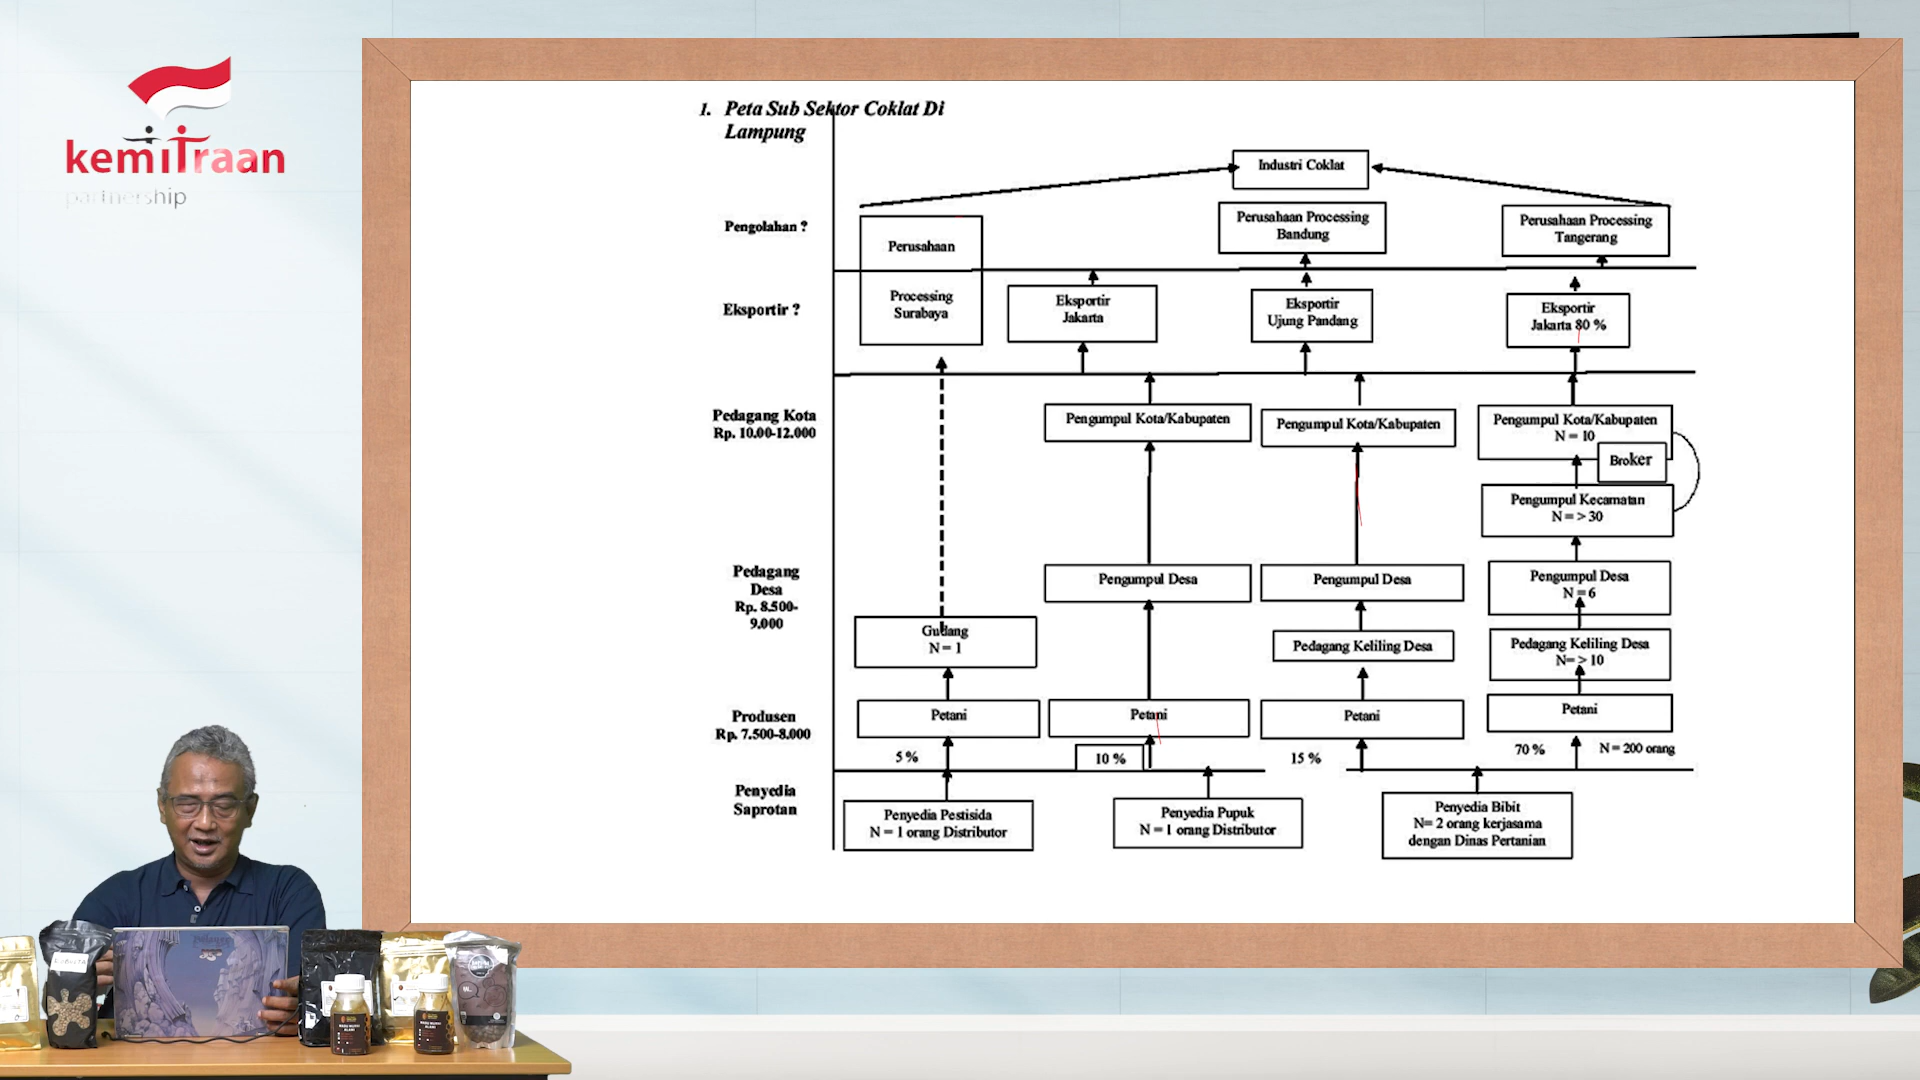 kemitraan
partnership
1. Peta Sub Sektor Coklat Di
Lampung
Industri Coklat
Pengolahan ?
Perusahaan
Perusahaan Processing
Bandung
Perusahaan Processing
Tangerang
Eksportir ?
Processing
Surabaya
Eksportir
Jakarta
Eksportir
Ujung Pandang
Eksportir
Jakarta 80 %
Pedagang Kota
Rp. 10.00-12.000
Pengumpul Kota/Kabupaten
Pengumpul Kota/Kabupaten
Pengumpul Kota/Kabupaten
N = 10
Broker
Pengumpul Kecamatan
N = > 30
Pedagang
Desa
Rp. 8.500-
9.000
Pengumpul Desa
Pengumpul Desa
Pengumpul Desa
N = 6
Gudang
N = 1
Pedagang Keliling Desa
Pedagang Keliling Desa
N= > 10
Produsen
Rp. 7.500-8.000
Petani
Petani
Petani
Petani
5 %
10 %
15 %
70 %
N = 200 orang
Penyedia
Saprotan
Penyedia Pestisida
N = 1 orang Distributor
Penyedia Pupuk
N = 1 orang Distributor
Penyedia Bibit
N= 2 orang kerjasama
dengan Dinas Pertanian